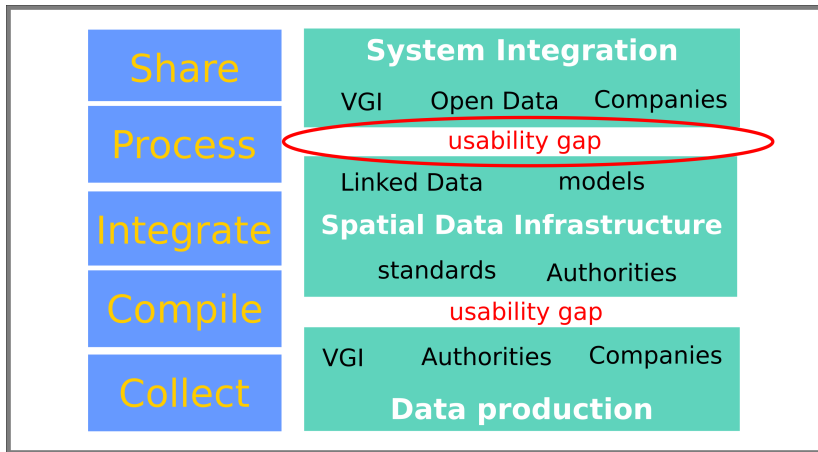 Share
Process
Integrate
Compile
Collect
System Integration
VGI Open Data Companies
usability gap
Linked Data models
Spatial Data Infrastructure
standards Authorities
usability gap
VGI Authorities Companies
Data production